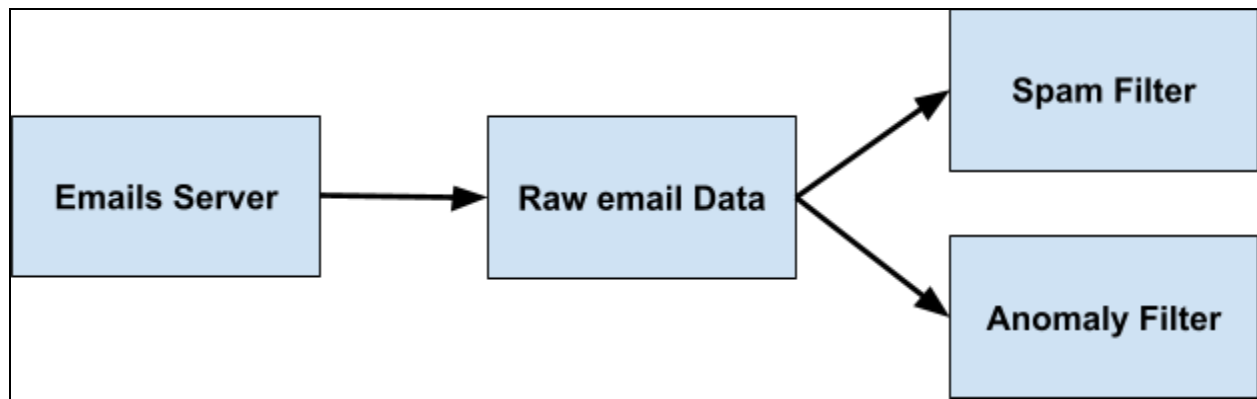 Emails Server
Raw email Data
Spam Filter
Anomaly Filter